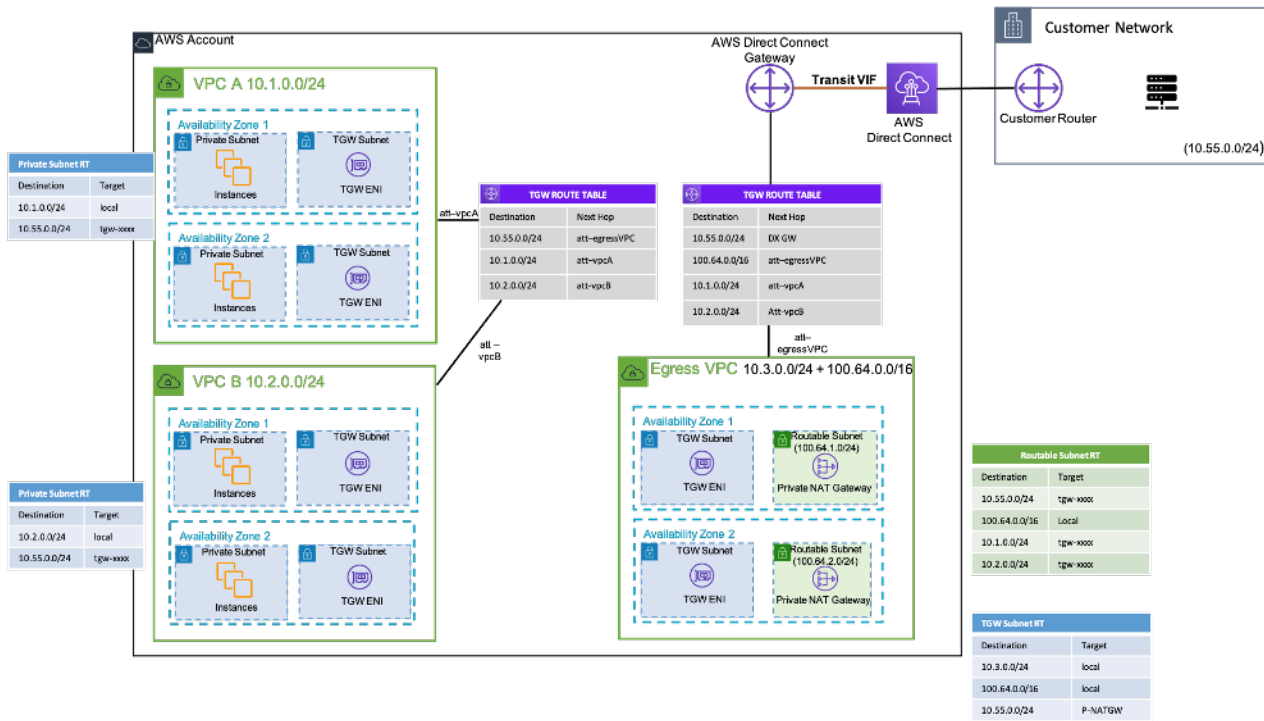 AWS Account
VPC A 10.1.0.0/24
Availability Zone 1
Private Subnet
Instances
TGW Subnet
TGW ENI
Availability Zone 2
Private Subnet
Instances
TGW Subnet
TGW ENI
Private Subnet RT
Destination Target
10.1.0.0/24 local
10.55.0.0/24 tgw-xxxx
att-vpcA
TGW ROUTE TABLE
Destination Next Hop
10.55.0.0/24 att-egressVPC
10.1.0.0/24 att-vpcA
10.2.0.0/24 att-vpcB
att –
vpcB
VPC B 10.2.0.0/24
Availability Zone 1
Private Subnet
Instances
TGW Subnet
TGW ENI
Availability Zone 2
Private Subnet
Instances
TGW Subnet
TGW ENI
Private Subnet RT
Destination Target
10.2.0.0/24 local
10.55.0.0/24 tgw-xxxx
AWS Direct Connect
Gateway
Transit VIF
AWS
Direct Connect
Customer Network
Customer Router
(10.55.0.0/24)
TGW ROUTE TABLE
Destination Next Hop
10.55.0.0/24 DX GW
100.64.0.0/16 att-egressVPC
10.1.0.0/24 att-vpcA
10.2.0.0/24 Att-vpcB
att–
egressVPC
Egress VPC 10.3.0.0/24 + 100.64.0.0/16
Availability Zone 1
TGW Subnet
TGW ENI
Routable Subnet
(100.64.1.0/24)
Private NAT Gateway
Availability Zone 2
TGW Subnet
TGW ENI
Routable Subnet
(100.64.2.0/24)
Private NAT Gateway
Routable Subnet RT
Destination Target
10.55.0.0/24 tgw-xxxx
100.64.0.0/16 Local
10.1.0.0/24 tgw-xxxx
10.2.0.0/24 tgw-xxxx
TGW Subnet RT
Destination Target
10.3.0.0/24 local
100.64.0.0/16 local
10.55.0.0/24 P-NATGW